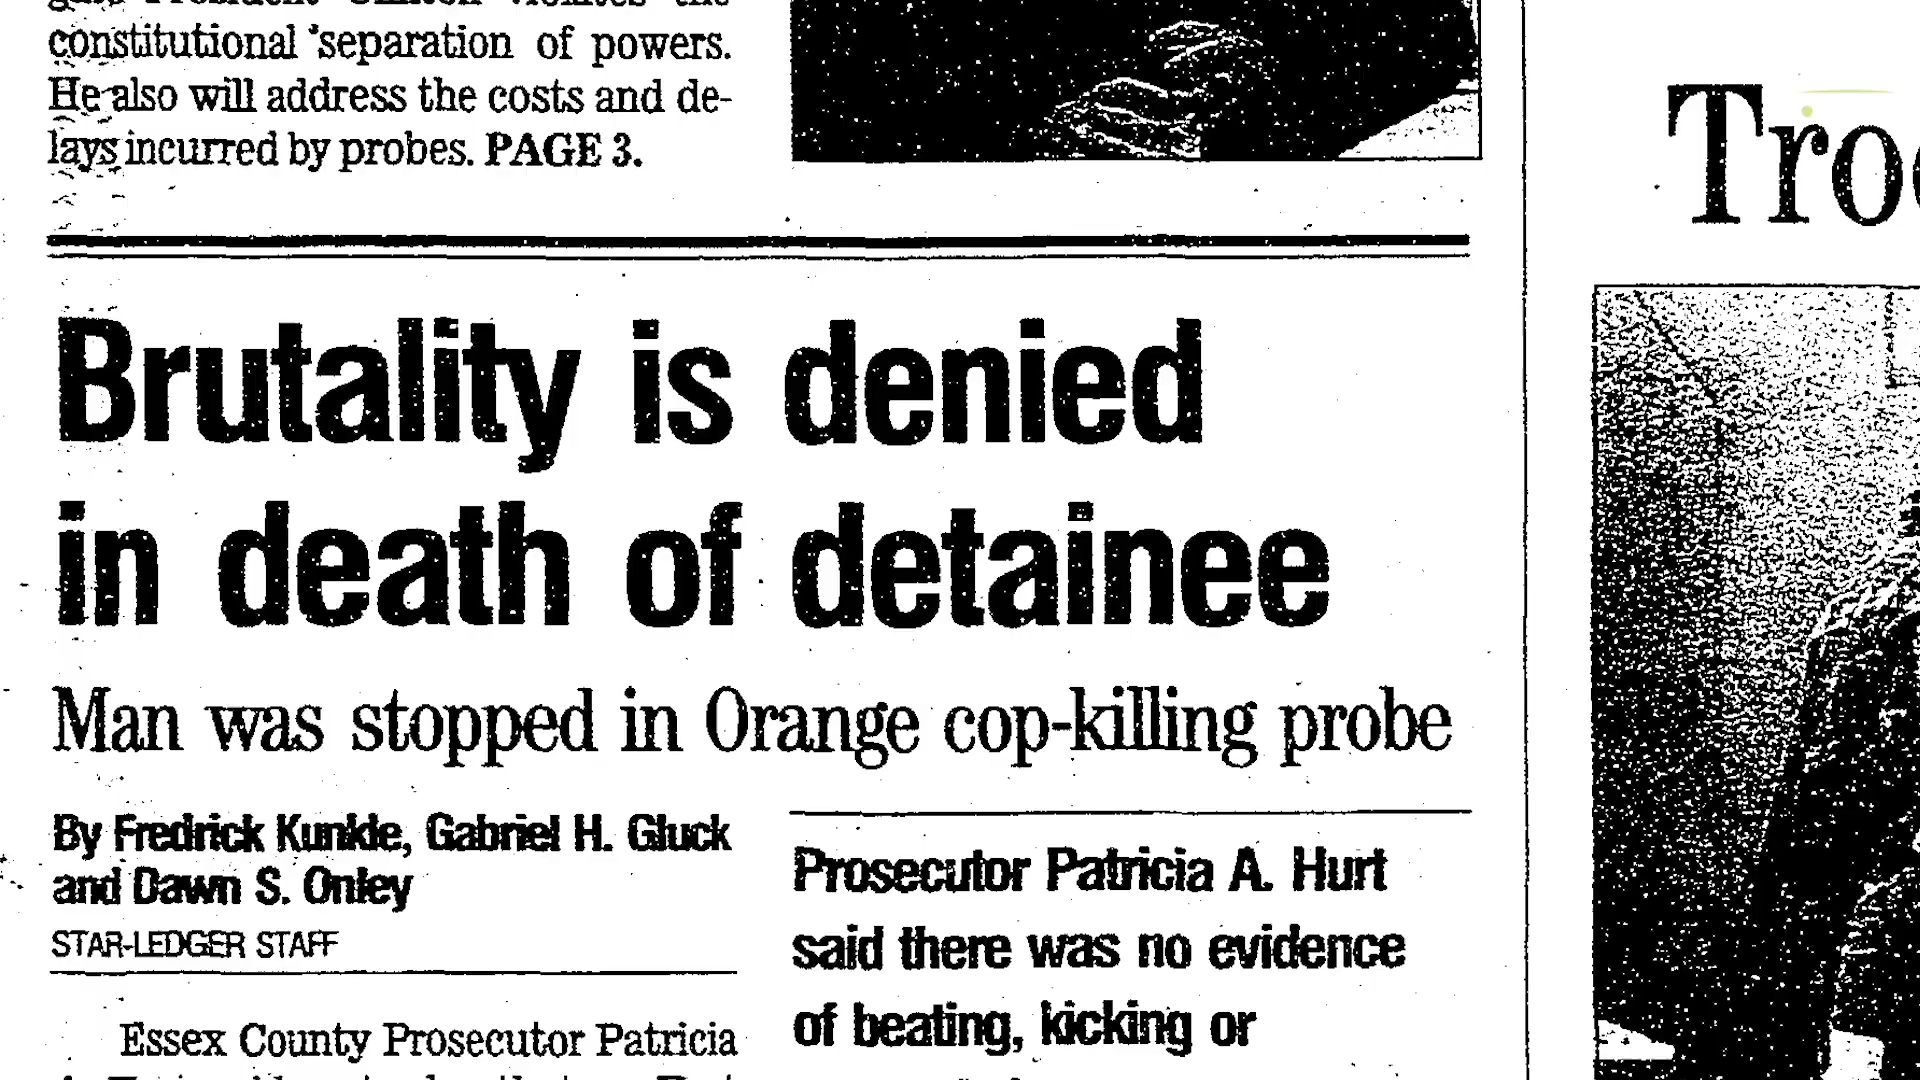 constitutional separation of powers.
He also will address the costs and de-
lays incurred by probes. PAGE 3.
Brutality is denied
in death of detainee
Man was stopped in Orange cop-killing probe
By Fredrick Kunkle, Gabriel H. Gluck
and Dawn S. Onley
STAR-LEDGER STAFF
Essex County Prosecutor Patricia
Prosecutor Patricia A. Hurt
said there was no evidence
of beating, kicking or